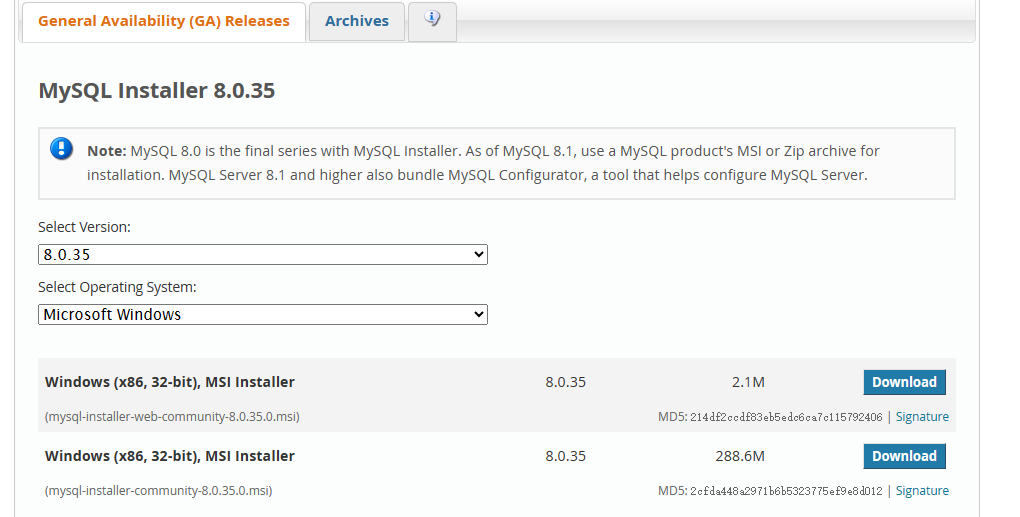 General Availability (GA) Releases
Archives
MySQL Installer 8.0.35
Note: MySQL 8.0 is the final series with MySQL Installer. As of MySQL 8.1, use a MySQL product's MSI or Zip archive for
installation. MySQL Server 8.1 and higher also bundle MySQL Configurator, a tool that helps configure MySQL Server.
Select Version:
8.0.35
Select Operating System:
Microsoft Windows
Windows (x86, 32-bit), MSI Installer 8.0.35 2.1M Download
(mysql-installer-web-community-8.0.35.0.msi) MD5: 214df2ccdf83eb5edc6ca7c115792406 | Signature
Windows (x86, 32-bit), MSI Installer 8.0.35 288.6M Download
(mysql-installer-community-8.0.35.0.msi) MD5: 2cfda448a2971b6b5323775ef9e8d012 | Signature